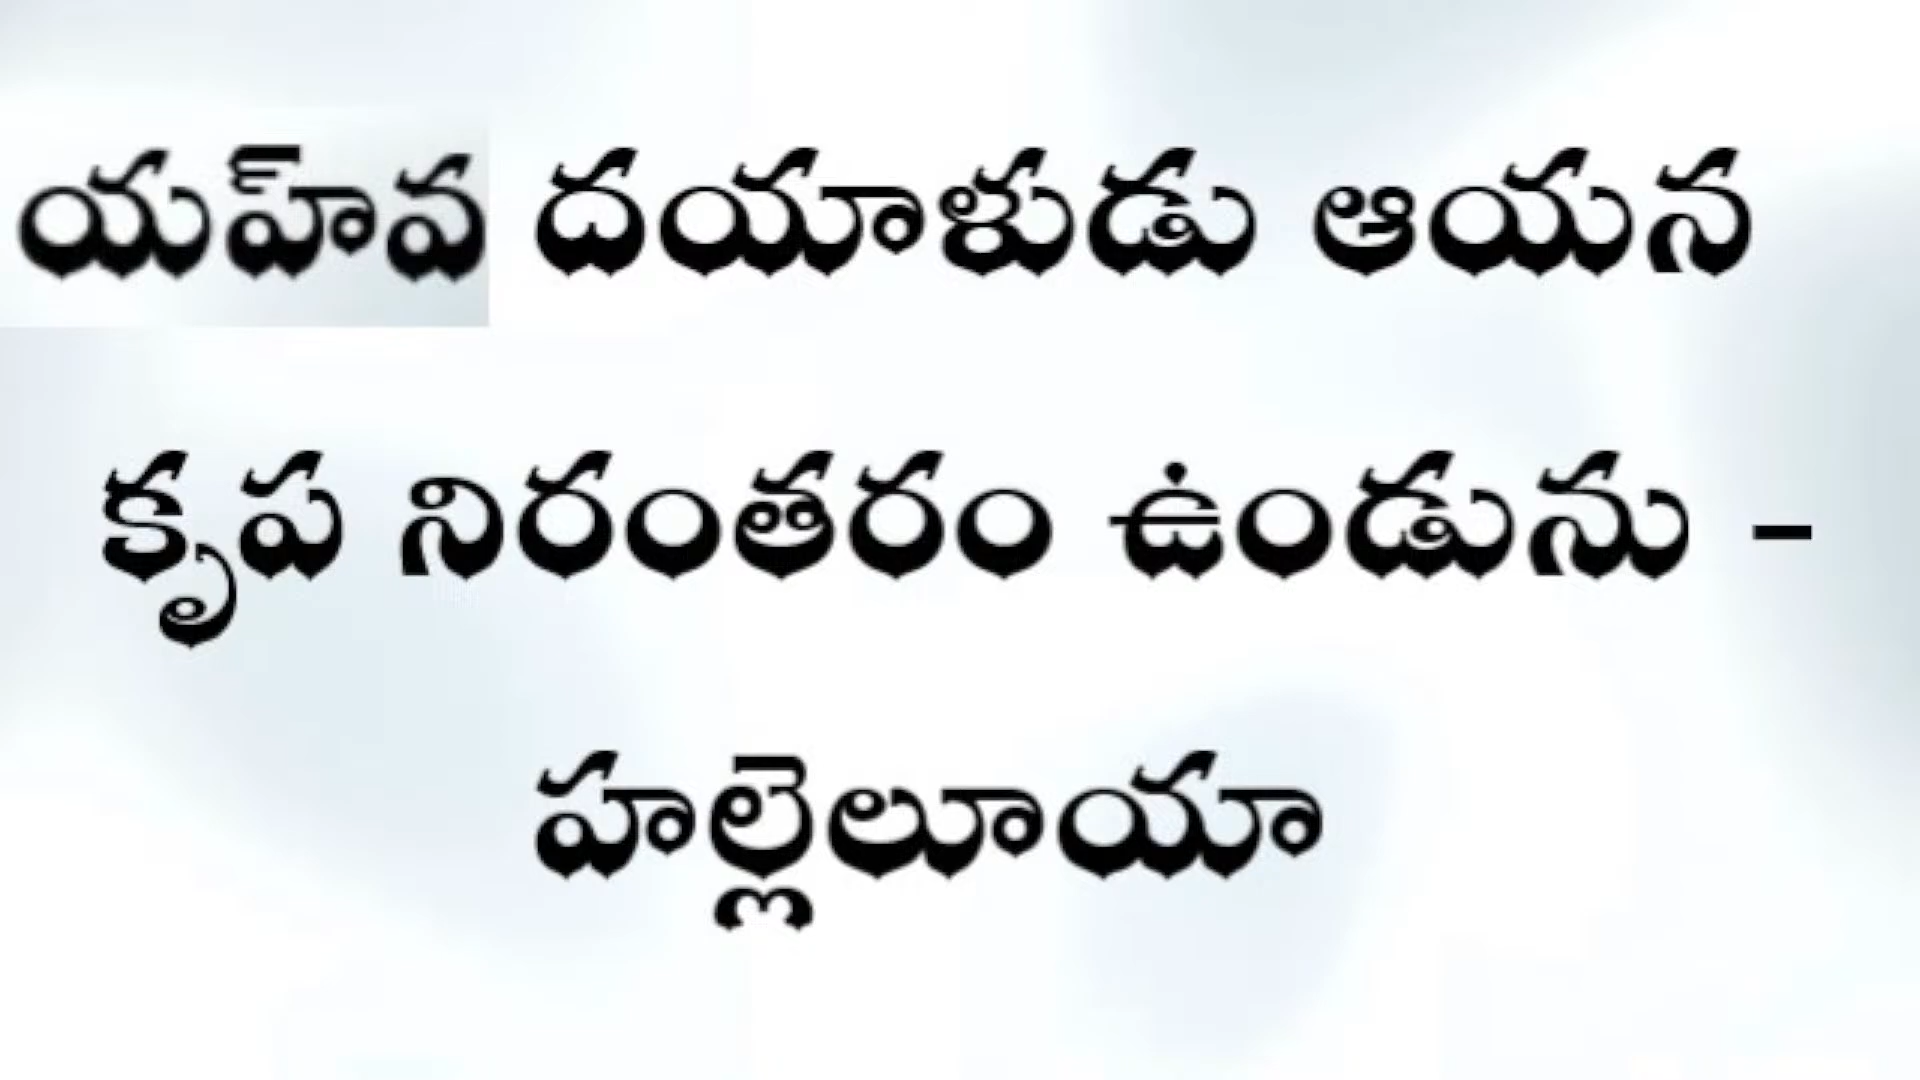 యహ్‌వ దయాళుడు ఆయన
కృప నిరంతరం ఉండును -
హల్లెలూయా